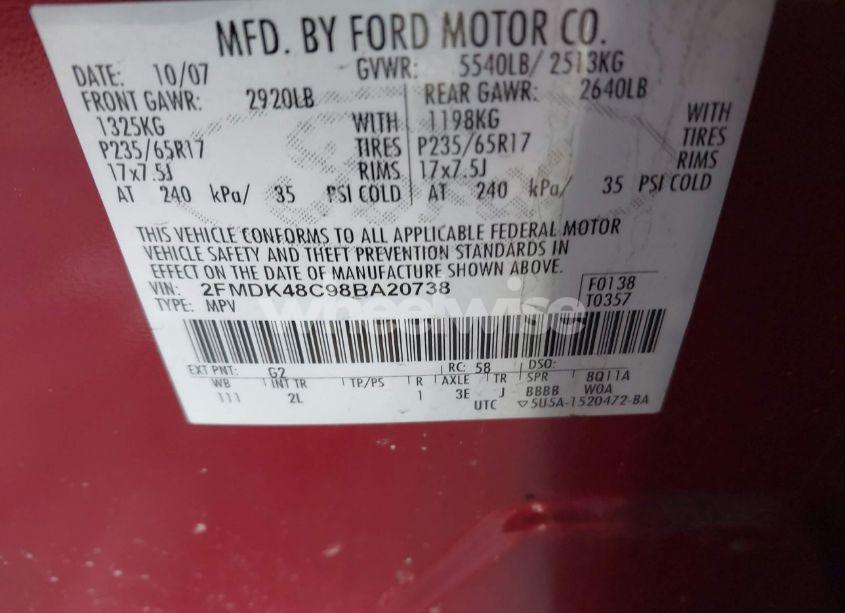 MFD. BY FORD MOTOR CO.
DATE: 10/07 GVWR: 5540LB/ 2513KG
FRONT GAWR: 2920LB REAR GAWR: 2640LB
1325KG WITH 1198KG WITH
P235/65R17 TIRES P235/65R17 TIRES
17x7.5J RIMS 17x7.5J RIMS
AT 240 kPa/ 35 PSI COLD AT 240 kPa/ 35 PSI COLD
THIS VEHICLE CONFORMS TO ALL APPLICABLE FEDERAL MOTOR
VEHICLE SAFETY AND THEFT PREVENTION STANDARDS IN
EFFECT ON THE DATE OF MANUFACTURE SHOWN ABOVE.
VIN: 2FMDK48C98BA20738 F0138
TYPE: MPV T0357
wheelwise
EXT PNT: G2 RC: 58 DSO:
WB INT TR TP/PS R AXLE TR SPR 8Q11A
111 2L 1 3E J BBBB WOA
UTC ▽5U5A-1520472-BA